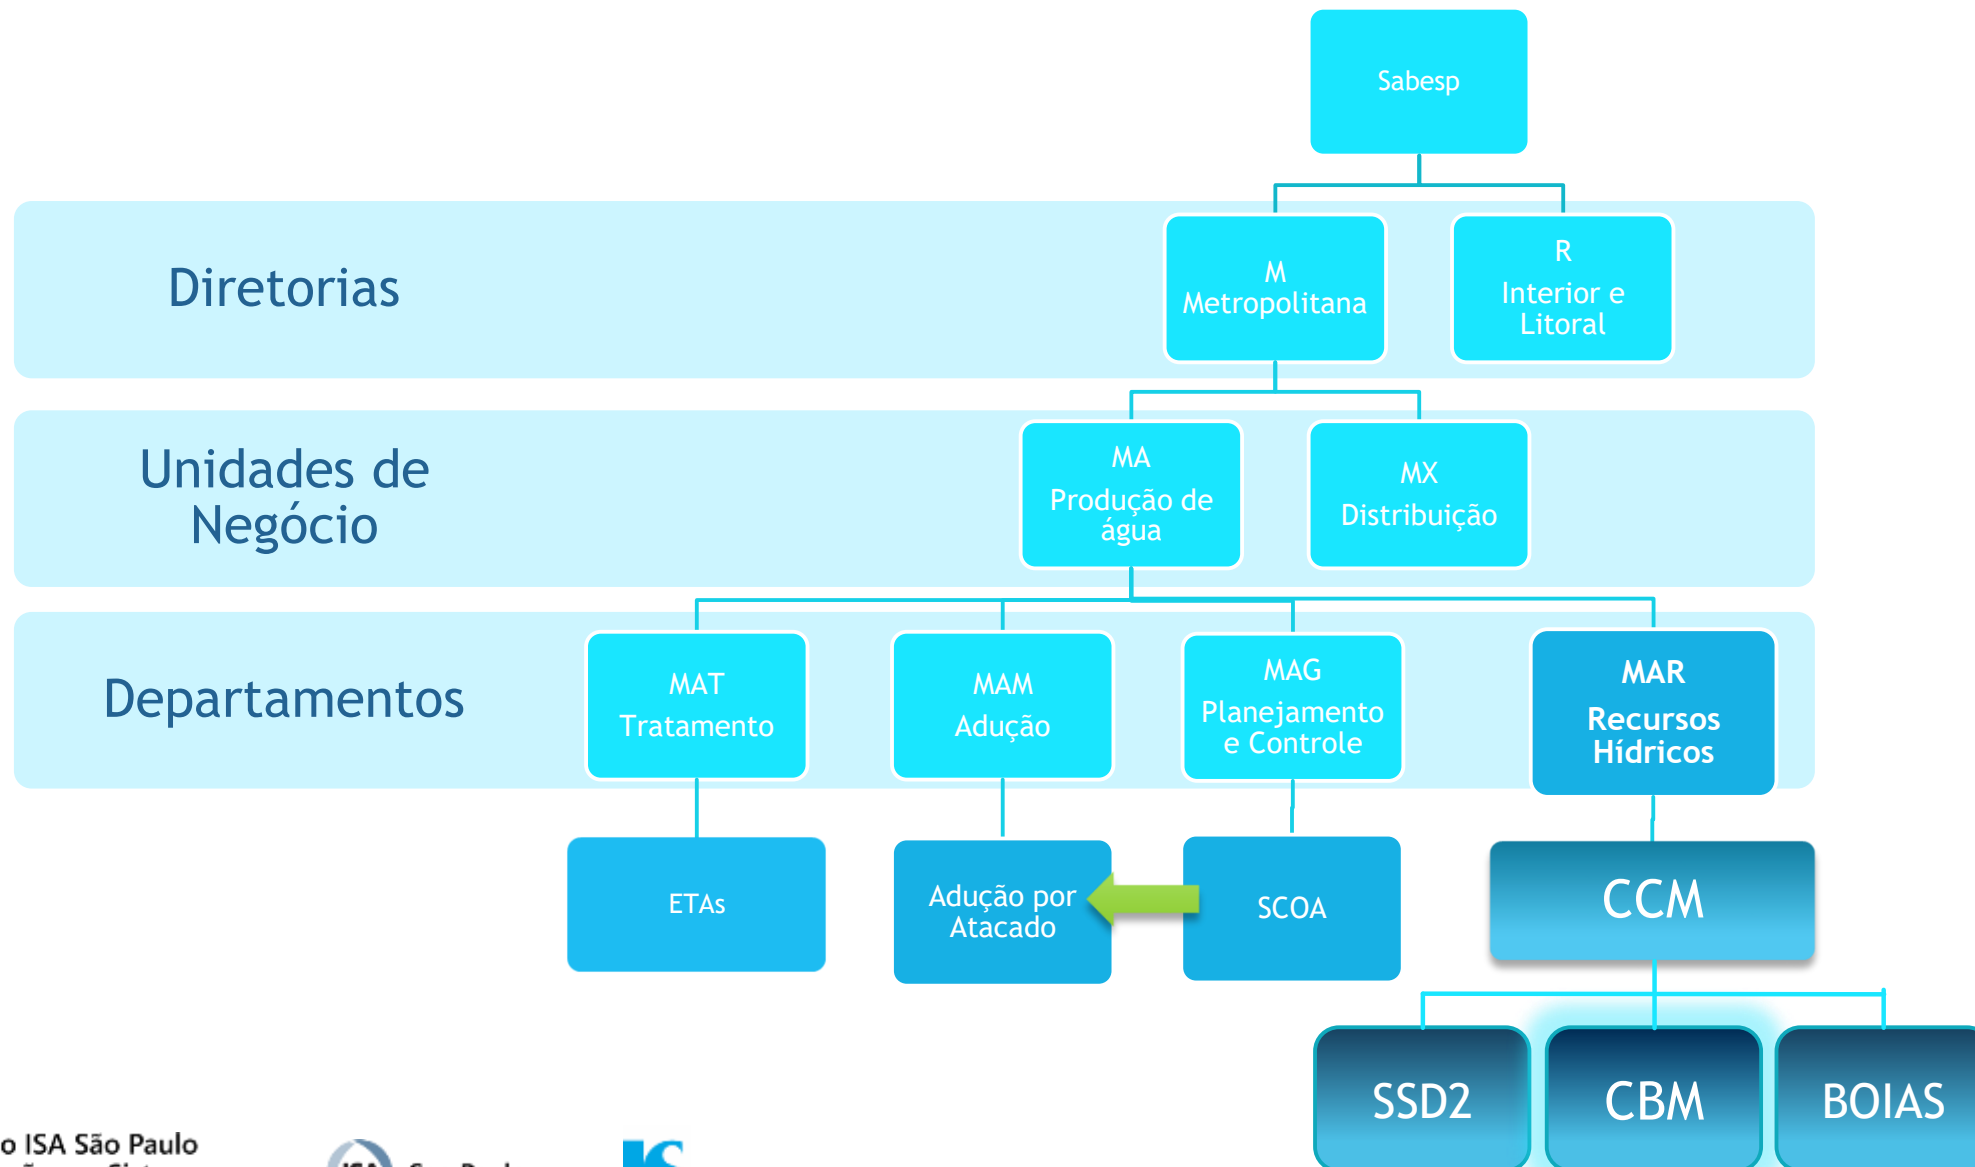 Sabesp
Diretorias
M
Metropolitana
R
Interior e
Litoral
Unidades de
Negócio
MA
Produção de
água
MX
Distribuição
Departamentos
MAT
Tratamento
MAM
Adução
MAG
Planejamento
e Controle
MAR
Recursos
Hídricos
ETAs
Adução por
Atacado
SCOA
CCM
SSD2
CBM
BOIAS
o ISA São Paulo